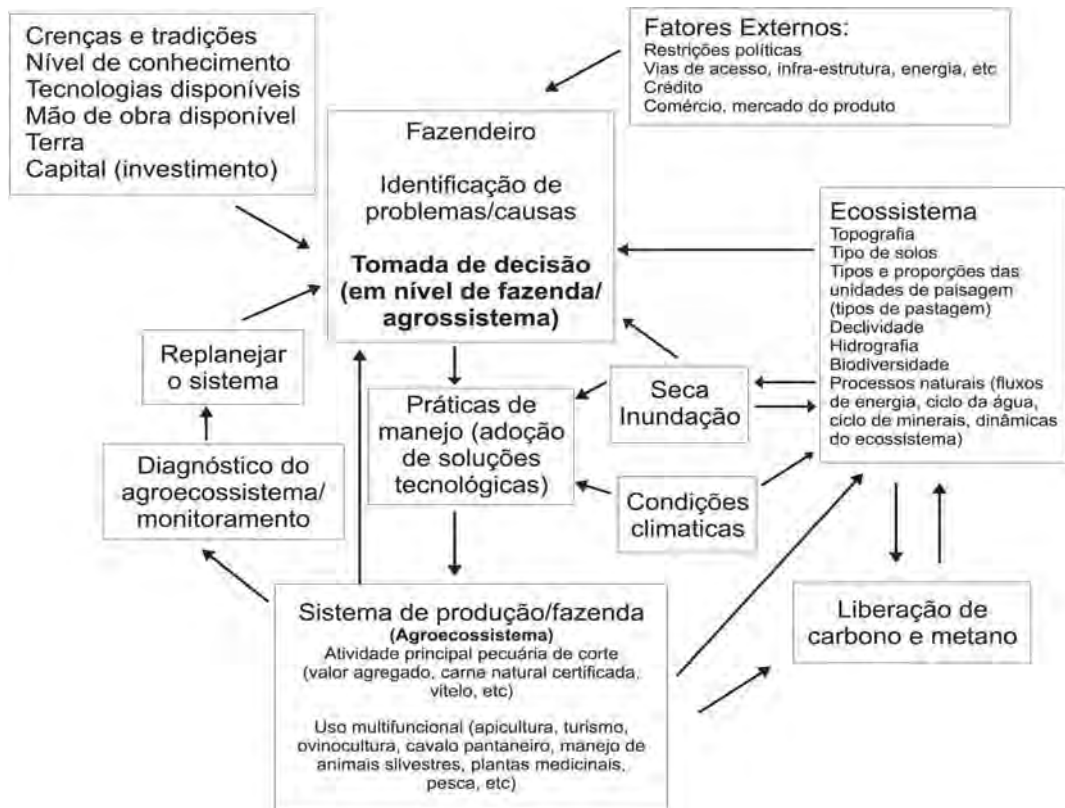 Crenças e tradições
Nível de conhecimento
Tecnologias disponíveis
Mão de obra disponível
Terra
Capital (investimento)
Fatores Externos:
Restrições políticas
Vias de acesso, infra-estrutura, energia, etc
Crédito
Comércio, mercado do produto
Fazendeiro
Identificação de
problemas/causas
Tomada de decisão
(em nível de fazenda/
agrossistema)
Ecossistema
Topografia
Tipo de solos
Tipos e proporções das
unidades de paisagem
(tipos de pastagem)
Declividade
Hidrografia
Biodiversidade
Processos naturais (fluxos
de energia, ciclo da água,
ciclo de minerais, dinâmicas
do ecossistema)
Replanejar
o sistema
Seca
Inundação
Práticas de
manejo (adoção
de soluções
tecnológicas)
Diagnóstico do
agroecossistema/
monitoramento
Condições
climaticas
Sistema de produção/fazenda
(Agroecossistema)
Atividade principal pecuária de corte
(valor agregado, carne natural certificada,
vitelo, etc)
Uso multifuncional (apicultura, turismo,
ovinocultura, cavalo pantaneiro, manejo de
animais silvestres, plantas medicinais,
pesca, etc)
Liberação de
carbono e metano